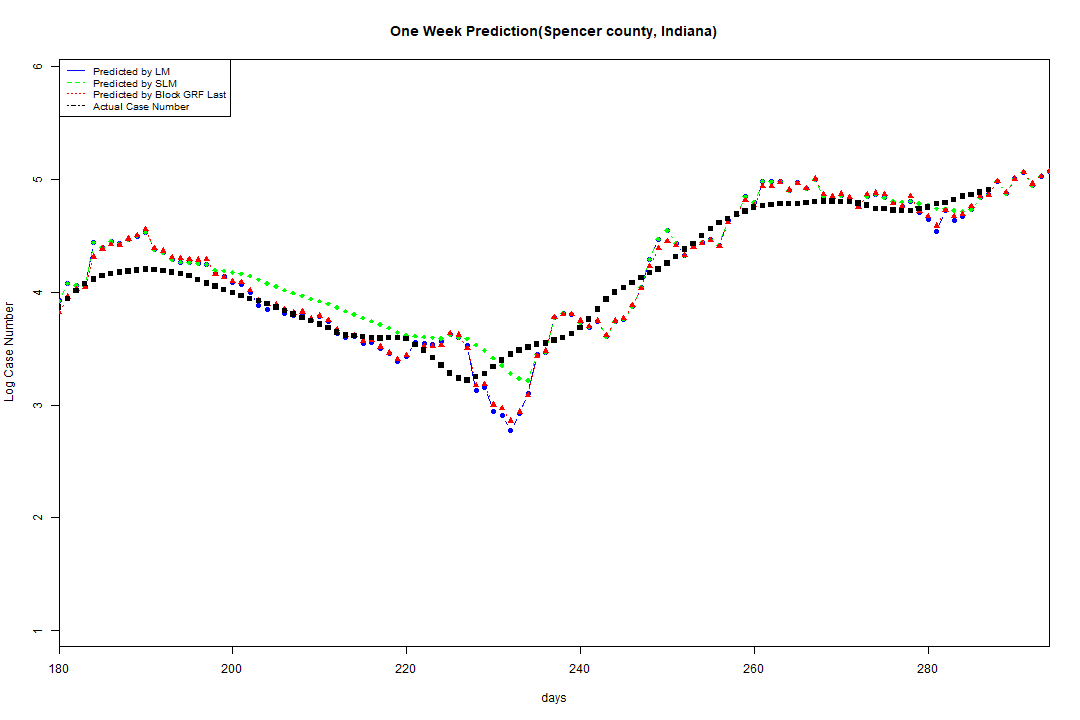 One Week Prediction(Spencer county, Indiana)
Predicted by LM
Predicted by SLM
Predicted by Block GRF Last
Actual Case Number
Log Case Number
6
5
4
3
2
1
180 200 220 240 260 280
days